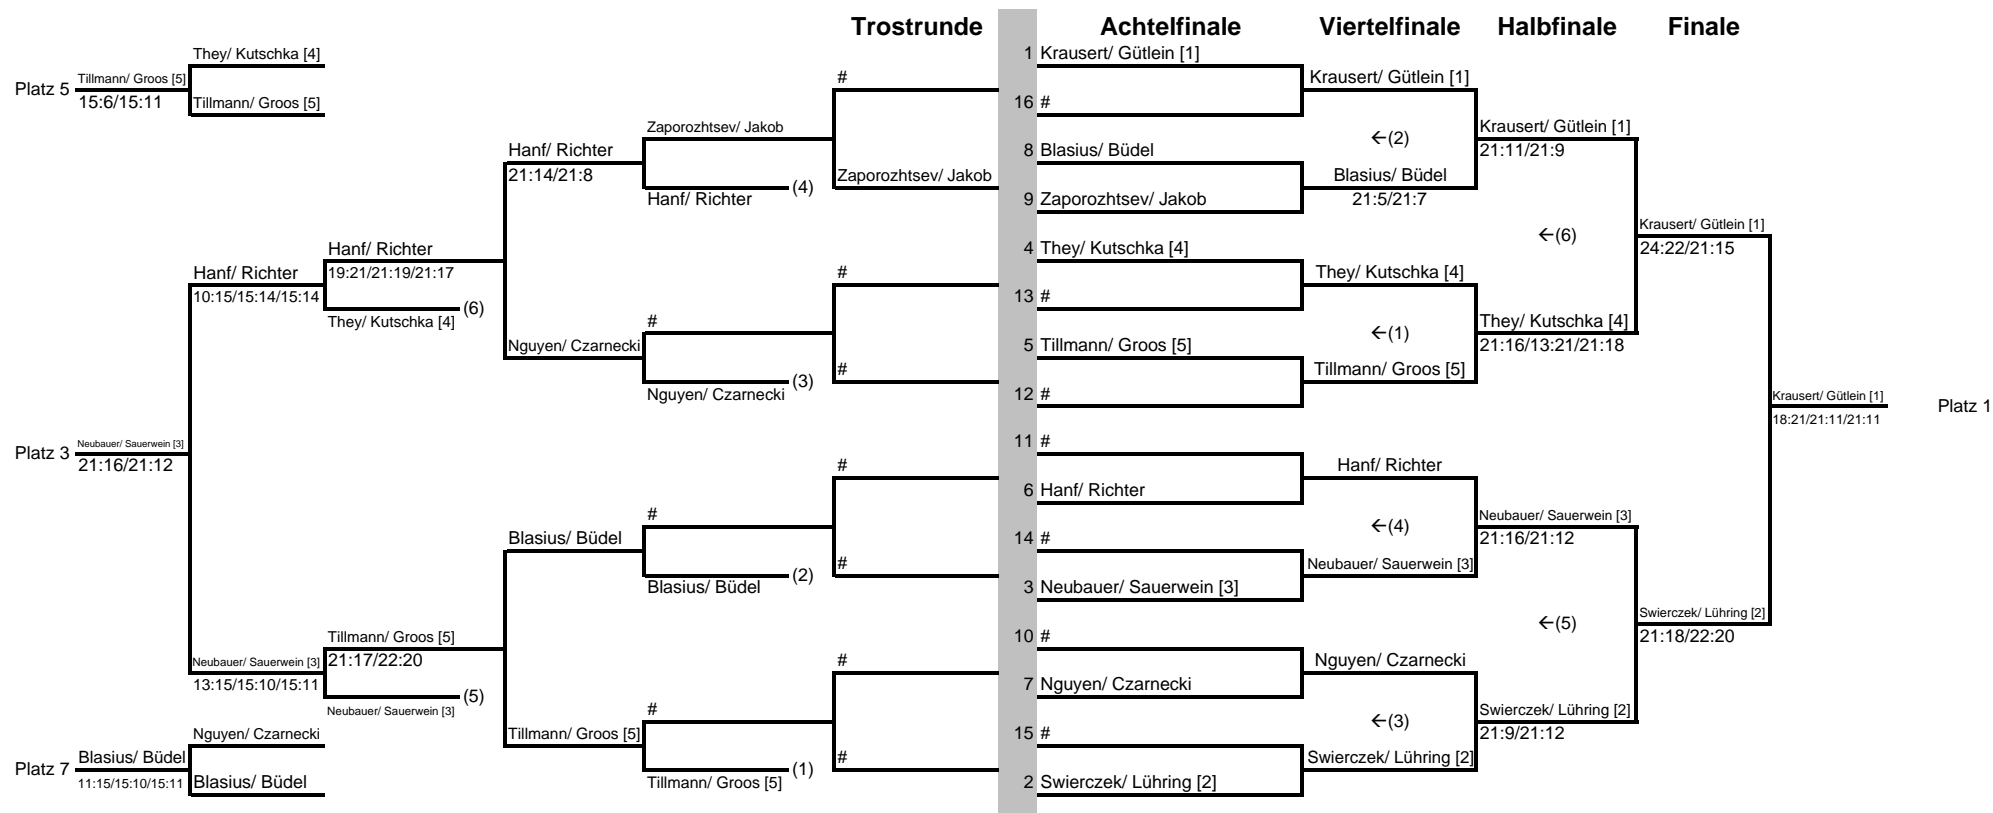 Trostrunde Achtelfinale Viertelfinale Halbfinale Finale
They/ Kutschka [4]
Platz 5 Tillmann/ Groos [5]
15:6/15:11
Tillmann/ Groos [5]
Hanf/ Richter
10:15/15:14/15:14
Platz 3 Neubauer/ Sauerwein [3]
21:16/21:12
Neubauer/ Sauerwein [3]
13:15/15:10/15:11
Nguyen/ Czarnecki
Platz 7 Blasius/ Büdel
11:15/15:10/15:11
Blasius/ Büdel
Hanf/ Richter
19:21/21:19/21:17
(6)
They/ Kutschka [4]
Tillmann/ Groos [5]
21:17/22:20
(5)
Neubauer/ Sauerwein [3]
Hanf/ Richter
21:14/21:8
Nguyen/ Czarnecki
Blasius/ Büdel
Tillmann/ Groos [5]
Zaporozhtsev/ Jakob
(4)
Hanf/ Richter
#
(3)
Nguyen/ Czarnecki
#
(2)
Blasius/ Büdel
#
(1)
Tillmann/ Groos [5]
#
Zaporozhtsev/ Jakob
#
#
#
#
#
#
1 Krausert/ Gütlein [1]
16 #
8 Blasius/ Büdel
9 Zaporozhtsev/ Jakob
4 They/ Kutschka [4]
13 #
5 Tillmann/ Groos [5]
12 #
11 #
6 Hanf/ Richter
14 #
3 Neubauer/ Sauerwein [3]
10 #
7 Nguyen/ Czarnecki
15 #
2 Swierczek/ Lühring [2]
Krausert/ Gütlein [1]
←(2)
Blasius/ Büdel
21:5/21:7
They/ Kutschka [4]
←(1)
Tillmann/ Groos [5]
Hanf/ Richter
←(4)
Neubauer/ Sauerwein [3]
Nguyen/ Czarnecki
←(3)
Swierczek/ Lühring [2]
Krausert/ Gütlein [1]
21:11/21:9
←(6)
They/ Kutschka [4]
21:16/13:21/21:18
Neubauer/ Sauerwein [3]
21:16/21:12
←(5)
Swierczek/ Lühring [2]
21:9/21:12
Krausert/ Gütlein [1]
24:22/21:15
Swierczek/ Lühring [2]
21:18/22:20
Krausert/ Gütlein [1]
18:21/21:11/21:11
Platz 1